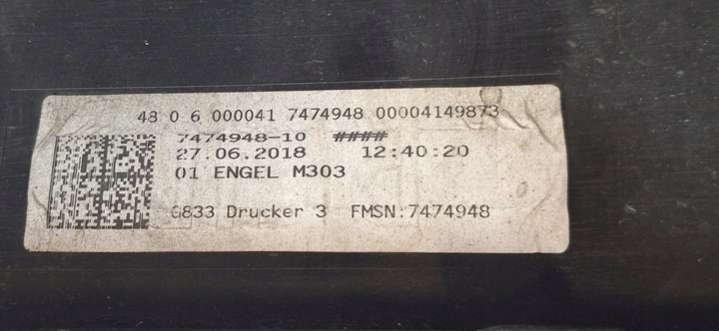 48 0 6 000041 7474948 00004149873
7474948-10 ####
27.06.2018 12:40:20
01 ENGEL M303
6833 Drucker 3 FMSN:7474948